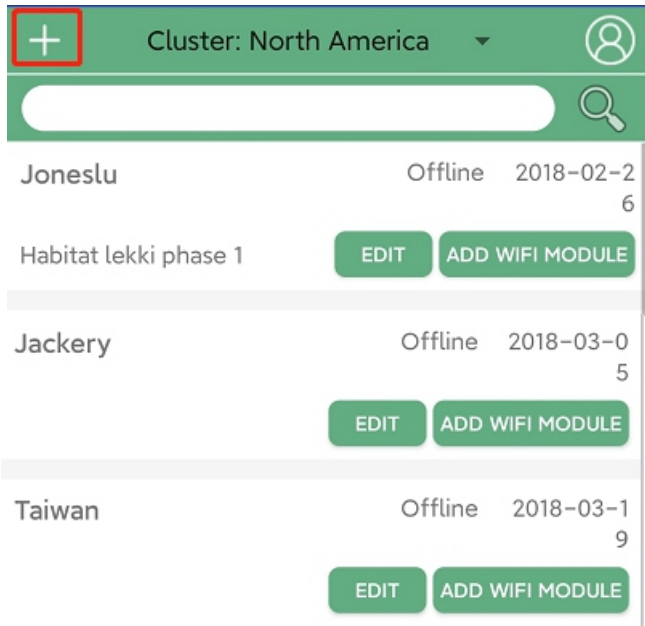 Cluster: North America
Joneslu Offline 2018-02-2
6
Habitat lekki phase 1 EDIT ADD WIFI MODULE
Jackery Offline 2018-03-0
5
EDIT ADD WIFI MODULE
Taiwan Offline 2018-03-1
9
EDIT ADD WIFI MODULE